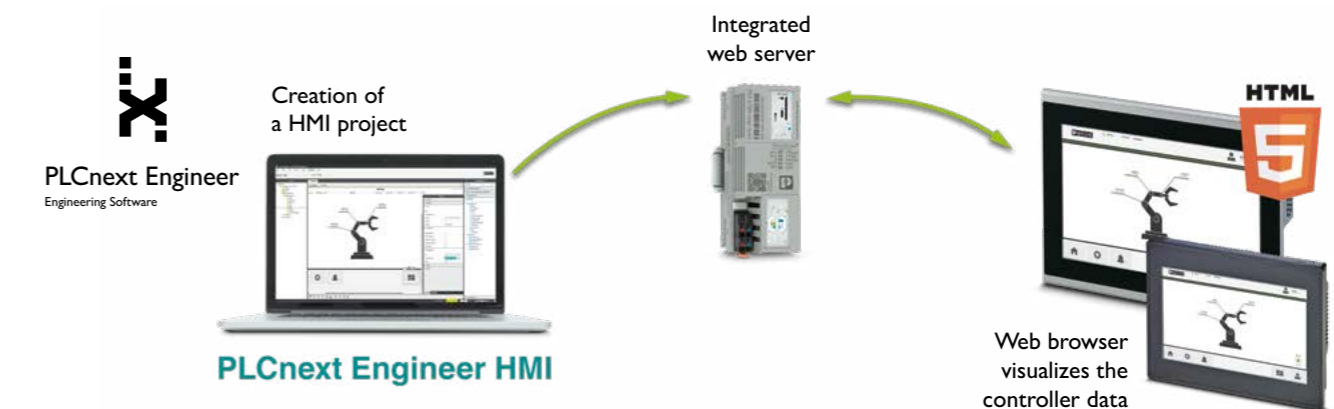 Integrated
web server
Creation of
a HMI project
HTML
5
PLCnext Engineer
Engineering Software
PLCnext Engineer HMI
Web browser
visualizes the
controller data